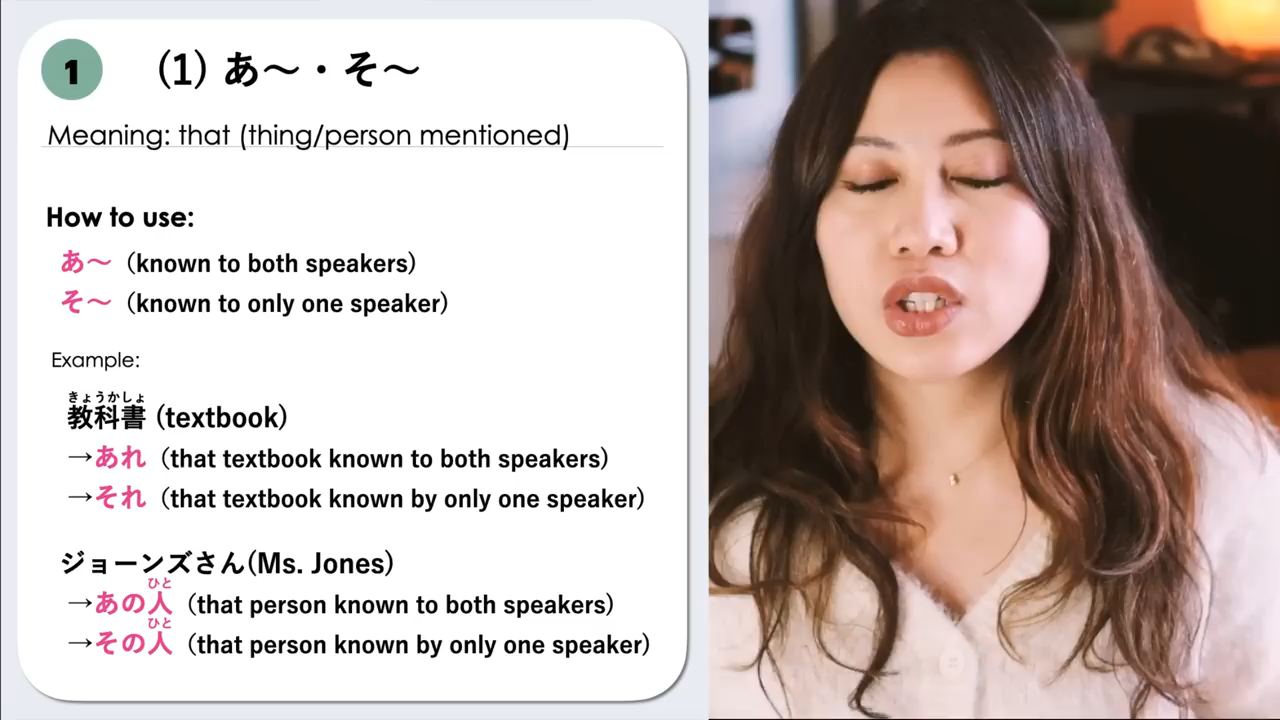 1 (1) あ～・そ～
Meaning: that (thing/person mentioned)
How to use:
あ～ (known to both speakers)
そ～ (known to only one speaker)
Example:
きょうかしょ
教科書 (textbook)
→あれ (that textbook known to both speakers)
→それ (that textbook known by only one speaker)
ジョーンズさん(Ms. Jones)
ひと
→あの人 (that person known to both speakers)
ひと
→その人 (that person known by only one speaker)